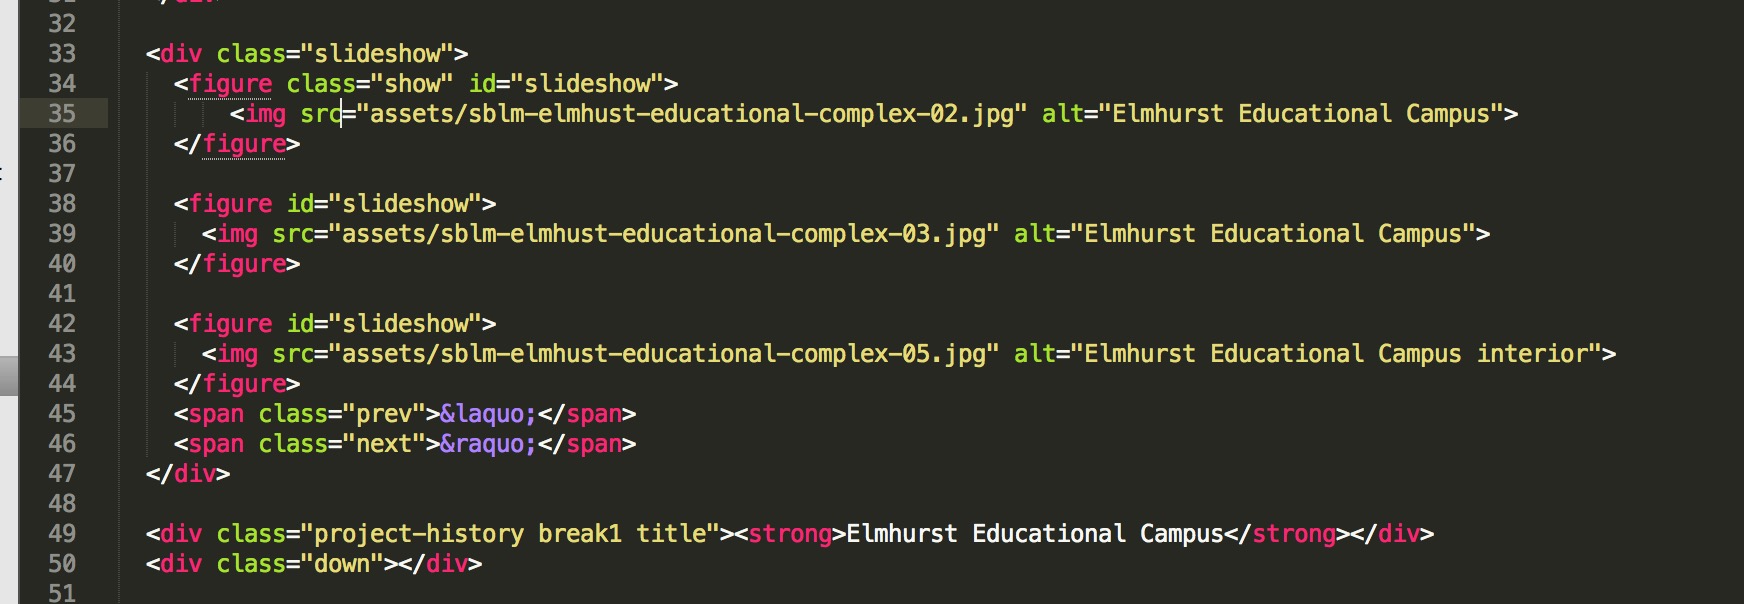 32
33 <div class="slideshow">
34 <figure class="show" id="slideshow">
35 <img src="assets/sblm-elmhust-educational-complex-02.jpg" alt="Elmhurst Educational Campus">
36 </figure>
37
38 <figure id="slideshow">
39 <img src="assets/sblm-elmhust-educational-complex-03.jpg" alt="Elmhurst Educational Campus">
40 </figure>
41
42 <figure id="slideshow">
43 <img src="assets/sblm-elmhust-educational-complex-05.jpg" alt="Elmhurst Educational Campus interior">
44 </figure>
45 <span class="prev">&laquo;</span>
46 <span class="next">&raquo;</span>
47 </div>
48
49 <div class="project-history break1 title"><strong>Elmhurst Educational Campus</strong></div>
50 <div class="down"></div>
51